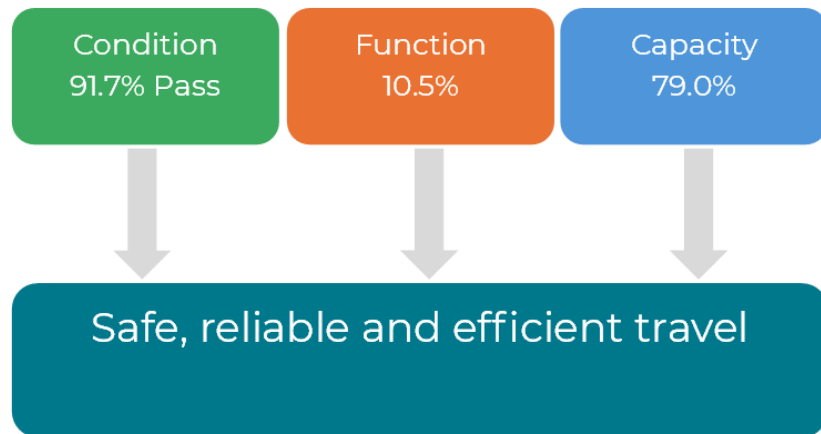 Condition
91.7% Pass
Function
10.5%
Capacity
79.0%
Safe, reliable and efficient travel